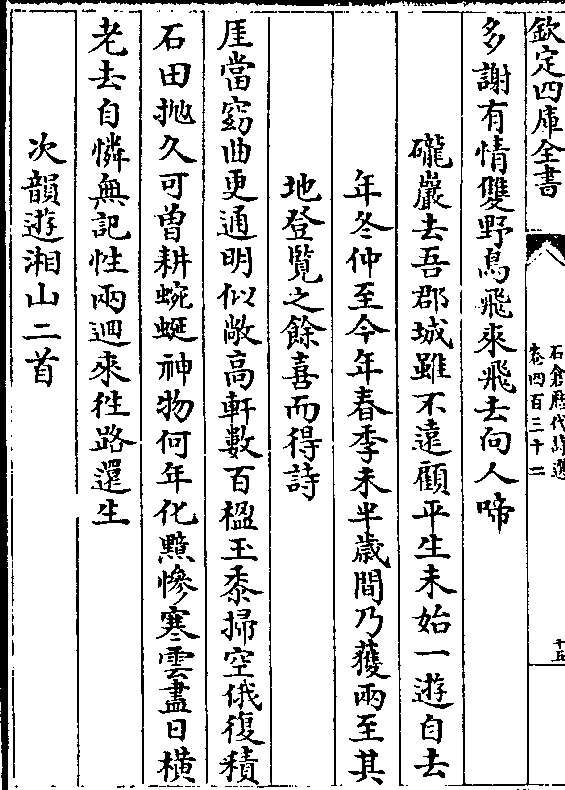 欽定四庫全書
石倉歴代詩選
卷四百三十二
十五
多謝有情雙野鳥飛來飛去向人啼
礲巖去吾郡城雖不逺顧平生未始一遊自去
年冬仲至今年春季未半歲間乃獲兩至其
地登覽之餘喜而得詩
厓當窈曲更通明似敞高軒數百楹玉黍掃空俄復積
石田抛久可曽耕蜿蜒神物何年化黯慘寒雲盡日横
老去自憐無記性兩迴來徃路還生
次韻遊湘山二首